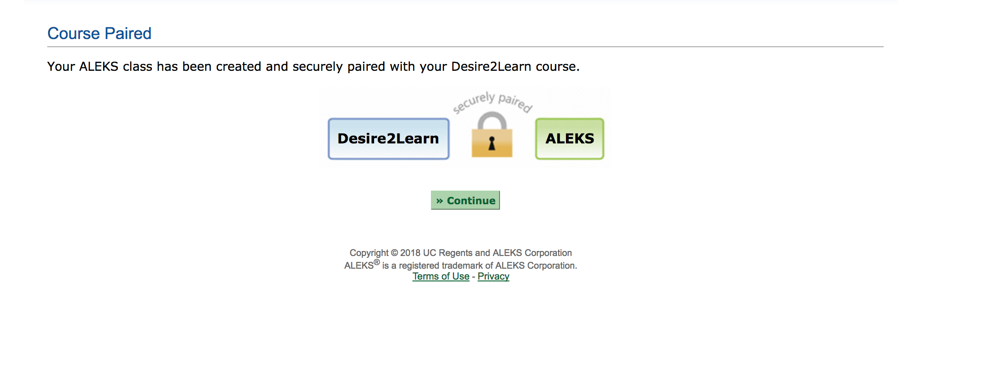 Course Paired
Your ALEKS class has been created and securely paired with your Desire2Learn course.
securely paired
Desire2Learn
ALEKS
» Continue
Copyright © 2018 UC Regents and ALEKS Corporation
ALEKS® is a registered trademark of ALEKS Corporation.
Terms of Use - Privacy